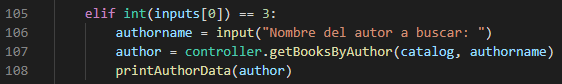 105 elif int(inputs[0]) == 3:
106 authorname = input("Nombre del autor a buscar: ")
107 author = controller.getBooksByAuthor(catalog, authorname)
108 printAuthorData(author)